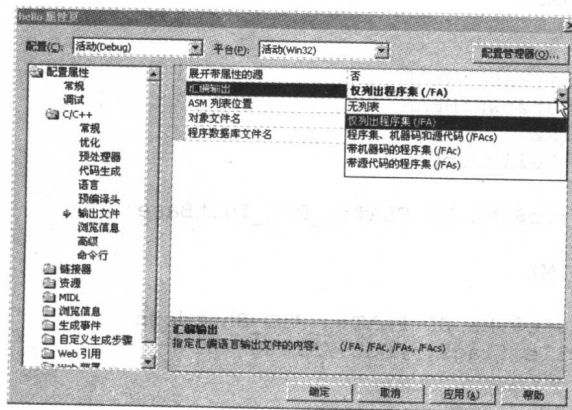 hello 属性页
配置(C): 活动(Debug) 平台(P): 活动(Win32) 配置管理器(O)...
配置属性
常规
调试
C/C++
常规
优化
预处理器
代码生成
语言
预编译头
输出文件
浏览信息
高级
命令行
链接器
资源
MIDL
浏览信息
生成事件
自定义生成步骤
Web 引用
Web 部署
展开带属性的源 否
汇编输出 仅列出程序集 (/FA)
ASM 列表位置
对象文件名
程序数据库文件名
无列表
仅列出程序集 (/FA)
程序集、机器码和源代码 (/FAcs)
带机器码的程序集 (/FAc)
带源代码的程序集 (/FAs)
汇编输出
指定汇编语言输出文件的内容。 (/FA, /FAc, /FAs, /FAcs)
确定 取消 应用(A) 帮助